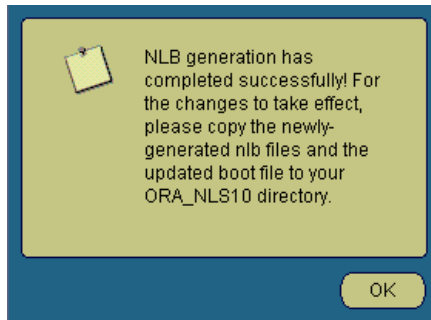 NLB generation has
completed successfully! For
the changes to take effect,
please copy the newly-
generated nlb files and the
updated boot file to your
ORA_NLS10 directory.
OK